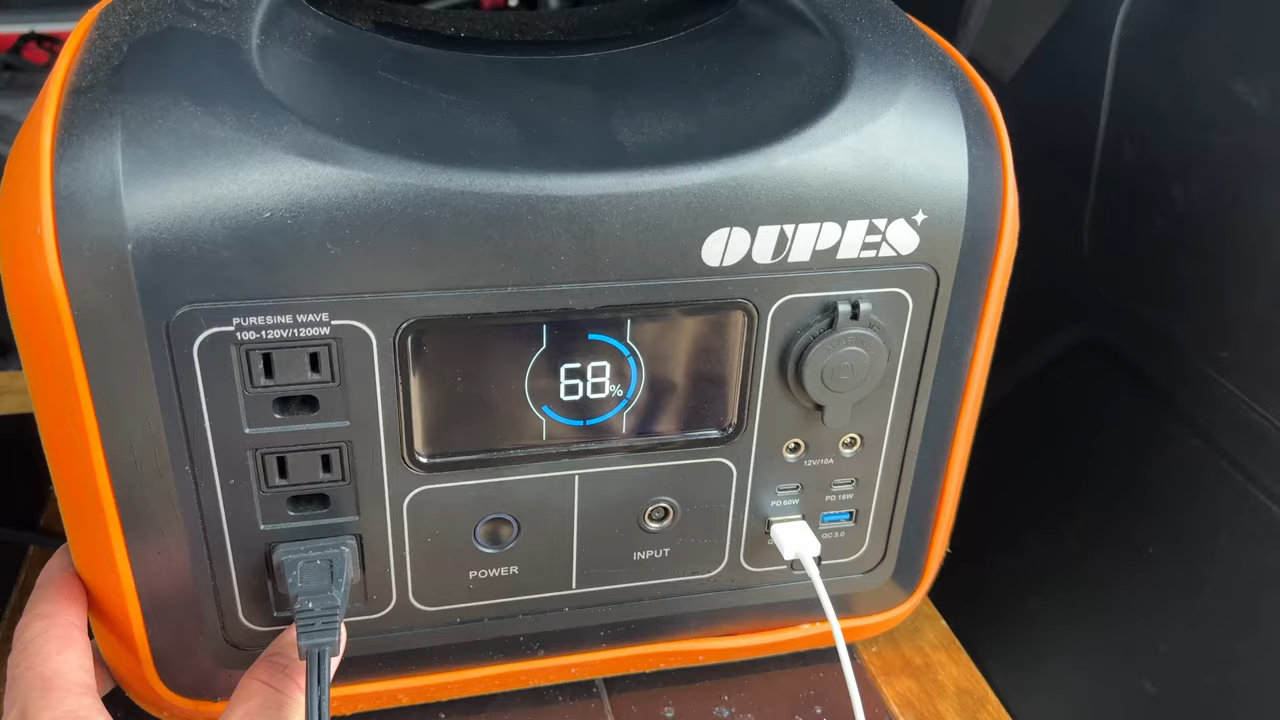 OUPES
PURESINE WAVE
100-120V/1200W
68%
12V/10A
PD 60W
PD 18W
QC 3.0
POWER
INPUT